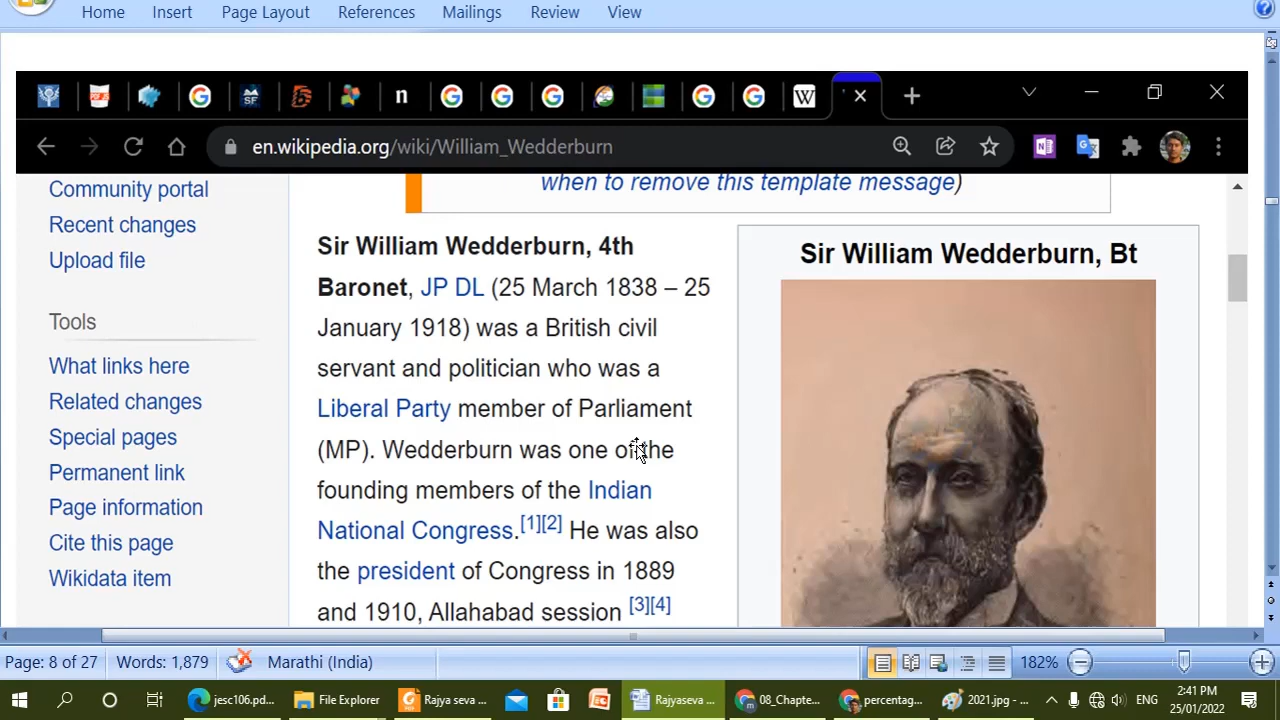 Home Insert Page Layout References Mailings Review View
en.wikipedia.org/wiki/William_Wedderburn
when to remove this template message)
Community portal
Recent changes
Upload file
Tools
What links here
Related changes
Special pages
Permanent link
Page information
Cite this page
Wikidata item
Sir William Wedderburn, 4th
Baronet, JP DL (25 March 1838 – 25
January 1918) was a British civil
servant and politician who was a
Liberal Party member of Parliament
(MP). Wedderburn was one of the
founding members of the Indian
National Congress.[1][2] He was also
the president of Congress in 1889
and 1910, Allahabad session [3][4]
Sir William Wedderburn, Bt
Page: 8 of 27 Words: 1,879 Marathi (India) 182%
jesc106.pd... File Explorer Rajya seva ... Rajyaseva ... 08_Chapte... percentag... 2021.jpg - ... ENG 2:41 PM
25/01/2022